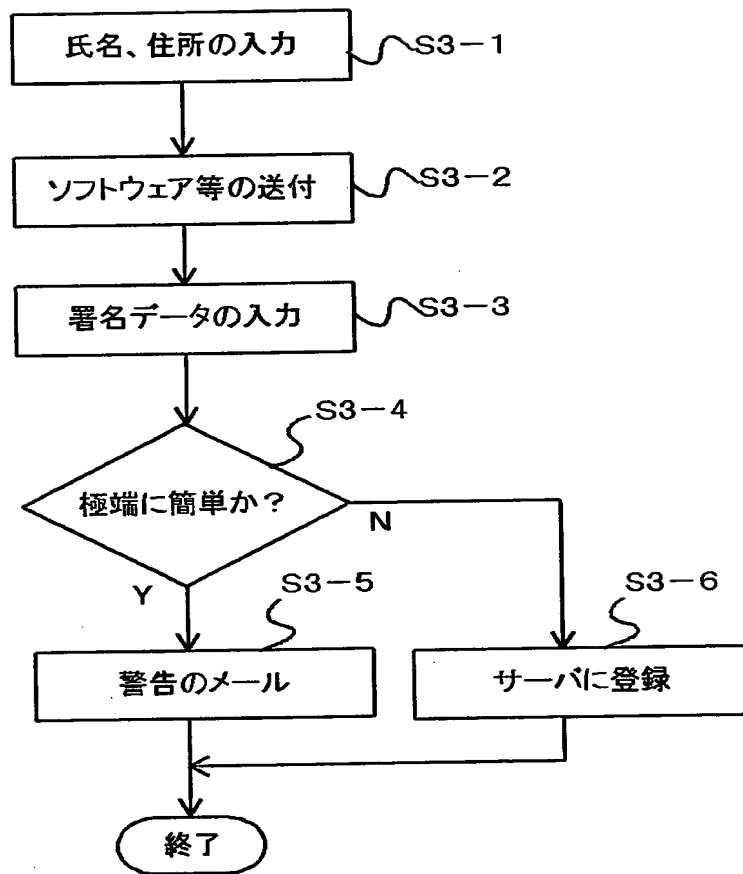 氏名、住所の入力
S3-1
ソフトウェア等の送付
S3-2
署名データの入力
S3-3
S3-4
極端に簡単か?
N
Y
S3-5
S3-6
警告のメール
サーバに登録
終了